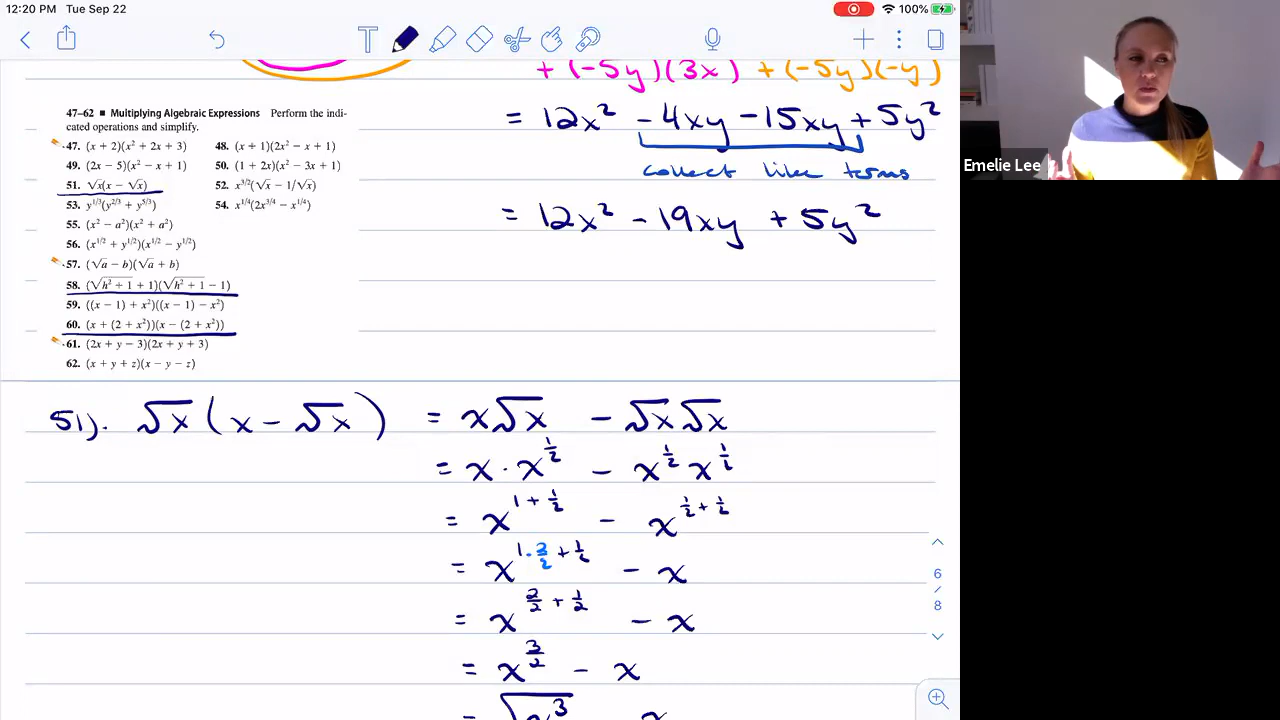 12:20 PM Tue Sep 22
100%
+ (-5y)(3x) + (-5y)(-y)
47–62 ■ Multiplying Algebraic Expressions Perform the indi-
cated operations and simplify.
47. (x + 2)(x² + 2x + 3) 48. (x + 1)(2x² − x + 1)
49. (2x − 5)(x² − x + 1) 50. (1 + 2x)(x² − 3x + 1)
51. √x(x − √x) 52. x^{3/2}(√x − 1/√x)
53. y^{1/3}(y^{2/3} + y^{5/3}) 54. x^{1/4}(2x^{3/4} − x^{1/4})
55. (x² − a²)(x² + a²)
56. (x^{1/2} + y^{1/2})(x^{1/2} − y^{1/2})
57. (√a − b)(√a + b)
58. (√(h² + 1) + 1)(√(h² + 1) − 1)
59. ((x − 1) + x²)((x − 1) − x²)
60. (x + (2 + x²))(x − (2 + x²))
61. (2x + y − 3)(2x + y + 3)
62. (x + y + z)(x − y − z)
= 12x² - 4xy - 15xy + 5y²
collect like terms
= 12x² - 19xy + 5y²
Emelie Lee
51). √x ( x - √x ) = x√x - √x√x
= x · x^{1/2} - x^{1/2} x^{1/2}
= x^{1 + 1/2} - x^{1/2 + 1/2}
= x^{1·2/2 + 1/2} - x
= x^{2/2 + 1/2} - x
= x^{3/2} - x
= √x³ - x
6
/
8